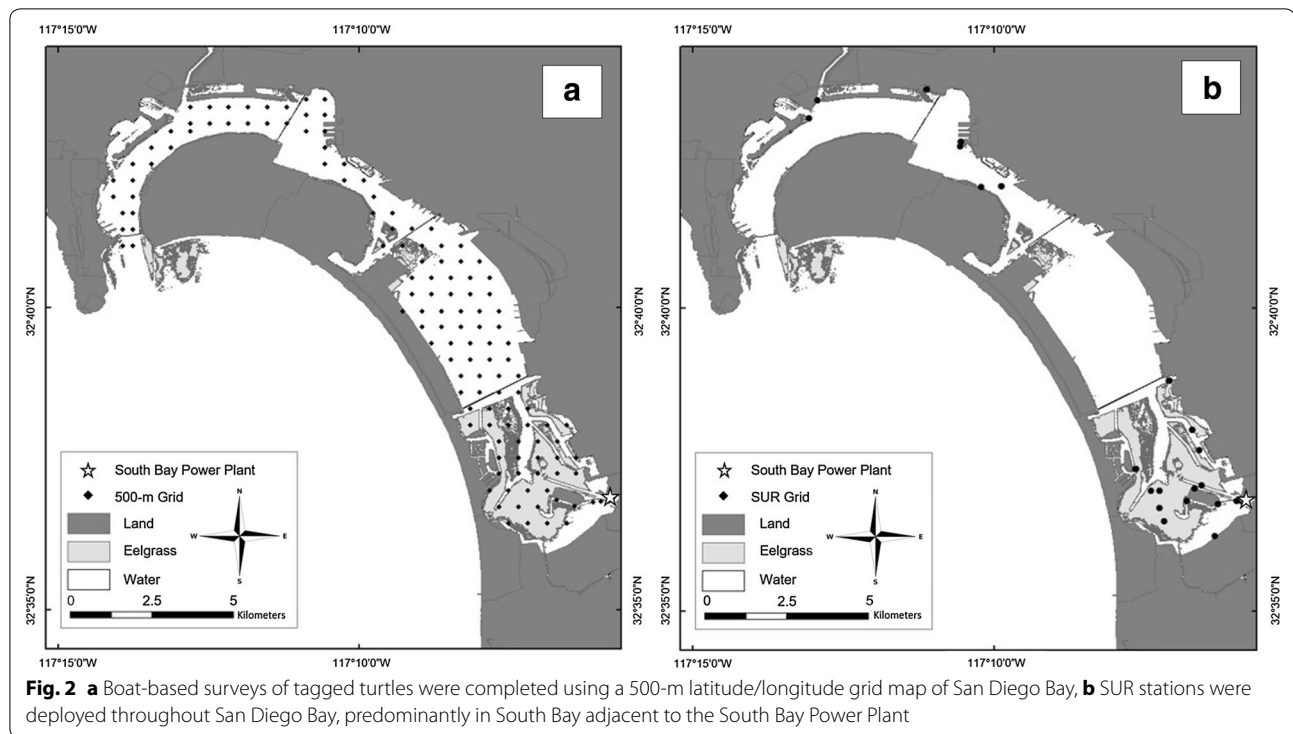 117°15'0"W
117°10'0"W
a
32°40'0"N
32°35'0"N
South Bay Power Plant
500-m Grid
Land
Eelgrass
Water
N
W
E
S
0
2.5
5
Kilometers
117°15'0"W
117°10'0"W
117°10'0"W
b
32°40'0"N
32°35'0"N
South Bay Power Plant
SUR Grid
Land
Eelgrass
Water
N
W
E
S
0
2.5
5
Kilometers
117°15'0"W
117°10'0"W
Fig. 2 a Boat-based surveys of tagged turtles were completed using a 500-m latitude/longitude grid map of San Diego Bay, b SUR stations were
deployed throughout San Diego Bay, predominantly in South Bay adjacent to the South Bay Power Plant